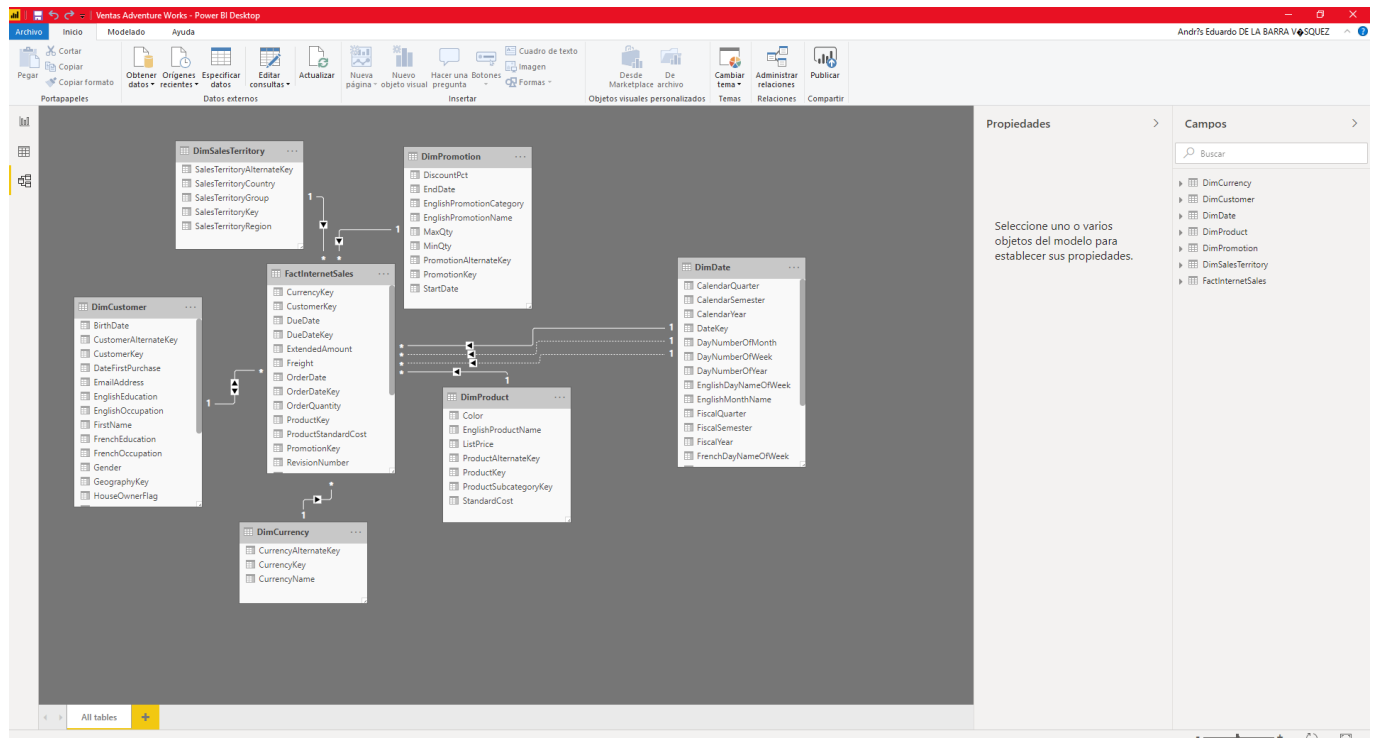 Ventas Adventure Works - Power BI Desktop
Archivo Inicio Modelado Ayuda
Andr?s Eduardo DE LA BARRA V�SQUEZ
Pegar
Cortar
Copiar
Copiar formato
Portapapeles
Obtener datos
Orígenes recientes
Especificar datos
Editar consultas
Actualizar
Datos externos
Nueva página
Nuevo objeto visual
Hacer una pregunta
Botones
Cuadro de texto
Imagen
Formas
Insertar
Desde Marketplace
De archivo
Objetos visuales personalizados
Cambiar tema
Temas
Administrar relaciones
Relaciones
Publicar
Compartir
DimSalesTerritory
SalesTerritoryAlternateKey
SalesTerritoryCountry
SalesTerritoryGroup
SalesTerritoryKey
SalesTerritoryRegion
1
*
DimPromotion
DiscountPct
EndDate
EnglishPromotionCategory
EnglishPromotionName
MaxQty
MinQty
PromotionAlternateKey
PromotionKey
StartDate
1
*
FactInternetSales
CurrencyKey
CustomerKey
DueDate
DueDateKey
ExtendedAmount
Freight
OrderDate
OrderDateKey
OrderQuantity
ProductKey
ProductStandardCost
PromotionKey
RevisionNumber
DimCustomer
BirthDate
CustomerAlternateKey
CustomerKey
DateFirstPurchase
EmailAddress
EnglishEducation
EnglishOccupation
FirstName
FrenchEducation
FrenchOccupation
Gender
GeographyKey
HouseOwnerFlag
1
*
DimDate
CalendarQuarter
CalendarSemester
CalendarYear
DateKey
DayNumberOfMonth
DayNumberOfWeek
DayNumberOfYear
EnglishDayNameOfWeek
EnglishMonthName
FiscalQuarter
FiscalSemester
FiscalYear
FrenchDayNameOfWeek
1
1
1
*
*
*
*
1
DimProduct
Color
EnglishProductName
ListPrice
ProductAlternateKey
ProductKey
ProductSubcategoryKey
StandardCost
*
1
DimCurrency
CurrencyAlternateKey
CurrencyKey
CurrencyName
Propiedades
Seleccione uno o varios
objetos del modelo para
establecer sus propiedades.
Campos
Buscar
DimCurrency
DimCustomer
DimDate
DimProduct
DimPromotion
DimSalesTerritory
FactInternetSales
All tables
+